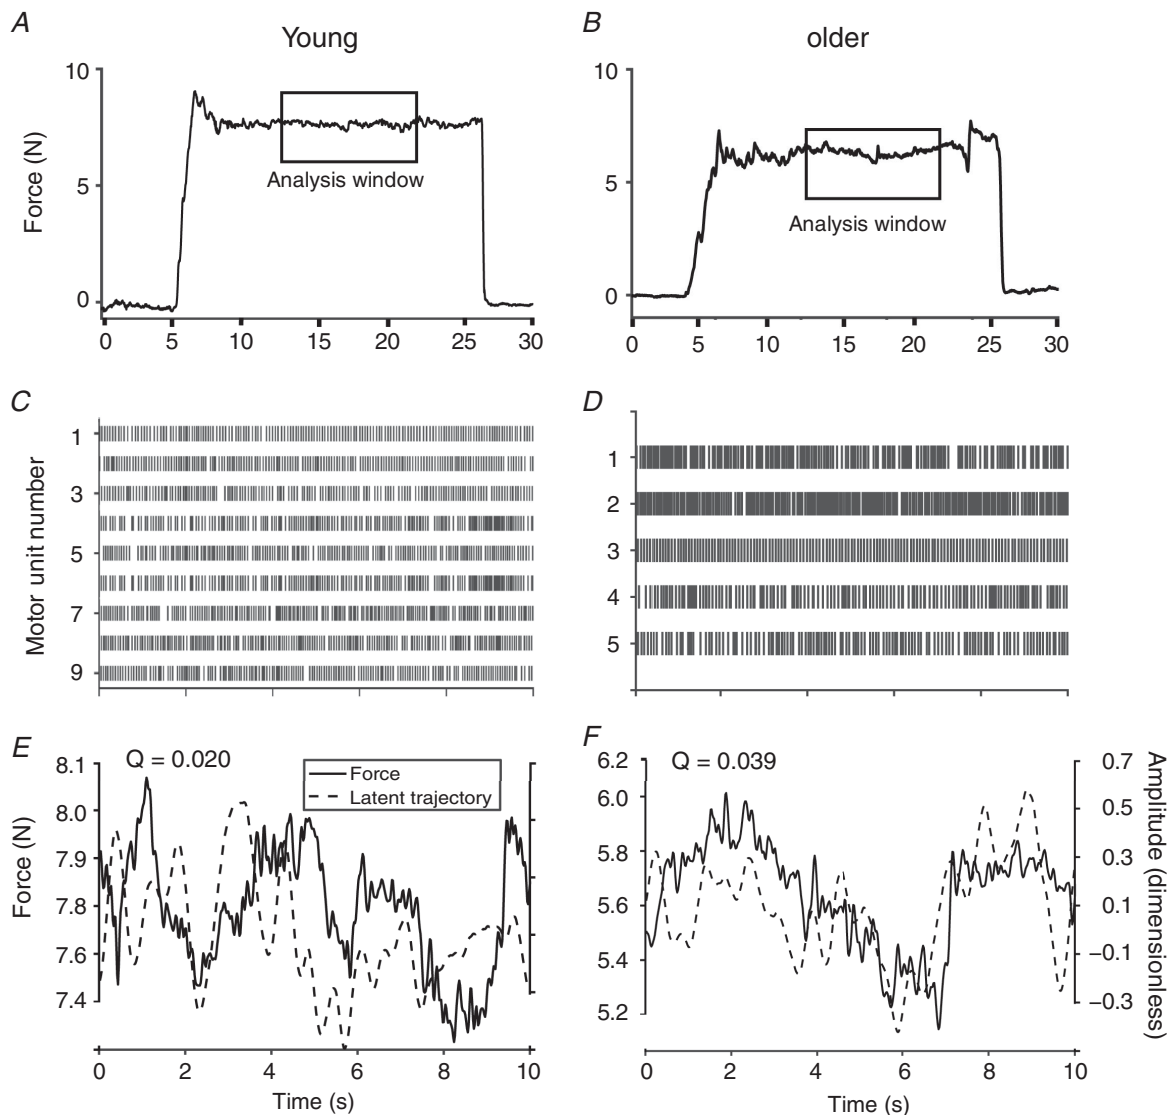 A
Young
B
older
10
5
0
Force (N)
Analysis window
0 5 10 15 20 25 30
10
5
0
Analysis window
0 5 10 15 20 25 30
C
Motor unit number
1
3
5
7
9
D
1
2
3
4
5
E
Q = 0.020
Force
Latent trajectory
8.1
8.0
7.9
7.8
7.6
7.4
Force (N)
0 2 4 6 8 10
Time (s)
F
Q = 0.039
6.2
6.0
5.8
5.6
5.4
5.2
0.7
0.5
0.3
0.1
−0.1
−0.3
Amplitude (dimensionless)
0 2 4 6 8 10
Time (s)